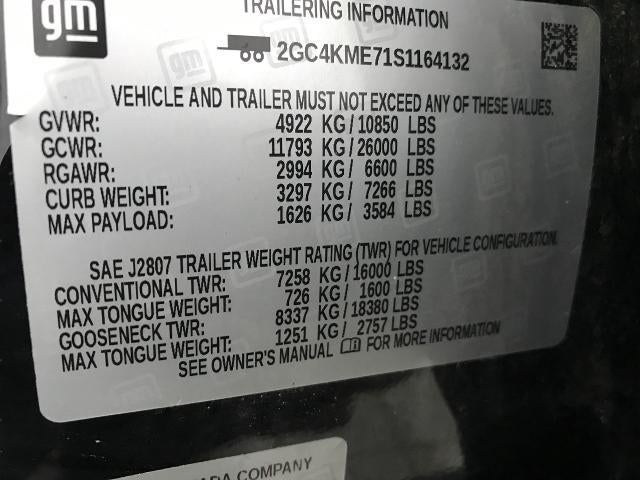 gm
TRAILERING INFORMATION
2GC4KME71S1164132
VEHICLE AND TRAILER MUST NOT EXCEED ANY OF THESE VALUES.
GVWR: 4922 KG/10850 LBS
GCWR: 11793 KG/26000 LBS
RGAWR: 2994 KG/ 6600 LBS
CURB WEIGHT: 3297 KG/ 7266 LBS
MAX PAYLOAD: 1626 KG/ 3584 LBS
SAE J2807 TRAILER WEIGHT RATING (TWR) FOR VEHICLE CONFIGURATION.
CONVENTIONAL TWR: 7258 KG/16000 LBS
MAX TONGUE WEIGHT: 726 KG/ 1600 LBS
GOOSENECK TWR: 8337 KG/18380 LBS
MAX TONGUE WEIGHT: 1251 KG/ 2757 LBS
SEE OWNER'S MANUAL FOR MORE INFORMATION
COMPANY